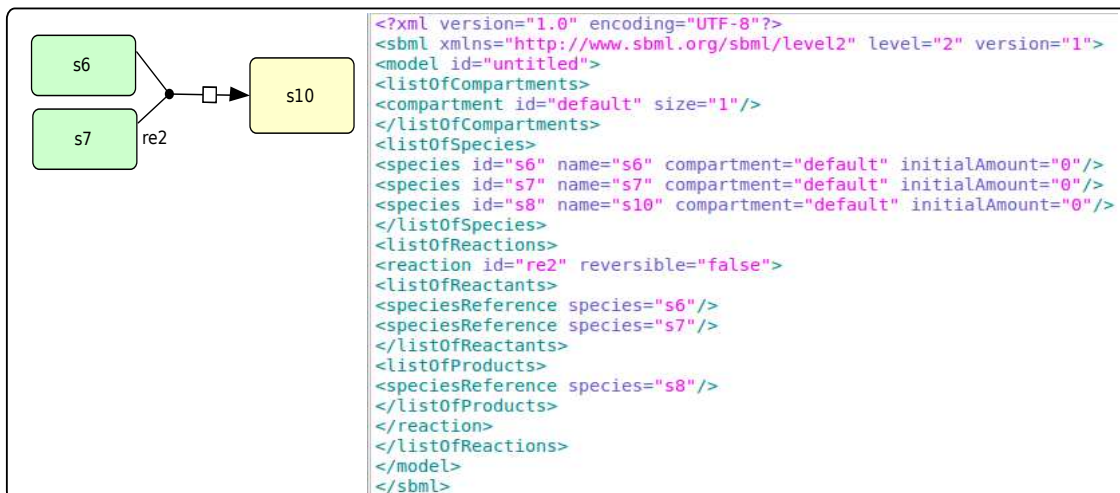 s6
s7
re2
s10
<?xml version="1.0" encoding="UTF-8"?>
<sbml xmlns="http://www.sbml.org/sbml/level2" level="2" version="1">
<model id="untitled">
<listOfCompartments>
<compartment id="default" size="1"/>
</listOfCompartments>
<listOfSpecies>
<species id="s6" name="s6" compartment="default" initialAmount="0"/>
<species id="s7" name="s7" compartment="default" initialAmount="0"/>
<species id="s8" name="s10" compartment="default" initialAmount="0"/>
</listOfSpecies>
<listOfReactions>
<reaction id="re2" reversible="false">
<listOfReactants>
<speciesReference species="s6"/>
<speciesReference species="s7"/>
</listOfReactants>
<listOfProducts>
<speciesReference species="s8"/>
</listOfProducts>
</reaction>
</listOfReactions>
</model>
</sbml>